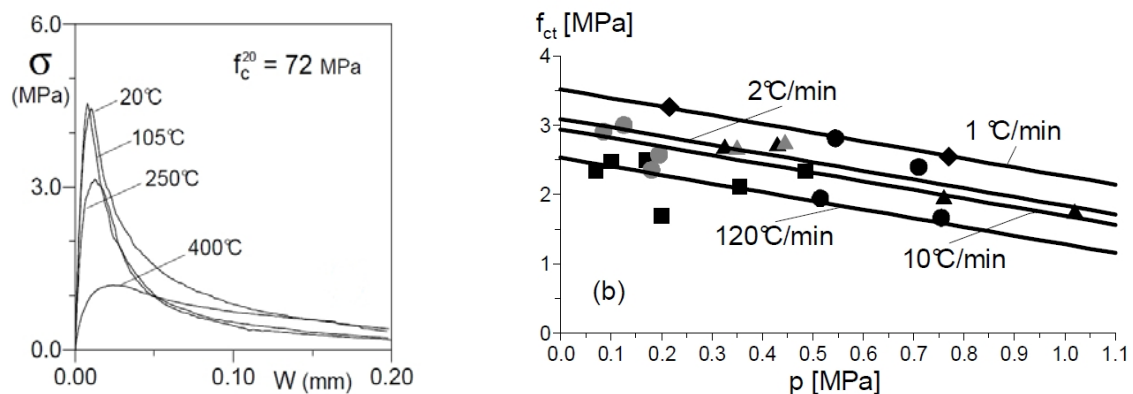 6.0
σ
(MPa)
f_c^20 = 72 MPa
20°C
105°C
3.0
250°C
400°C
0.0
0.00
W (mm)
0.10
0.20
f_ct [MPa]
4
2°C/min
3
1 °C/min
2
120°C/min
10°C/min
1
(b)
0
0.0 0.1 0.2 0.3 0.4 0.5 0.6 0.7 0.8 0.9 1.0 1.1
p [MPa]